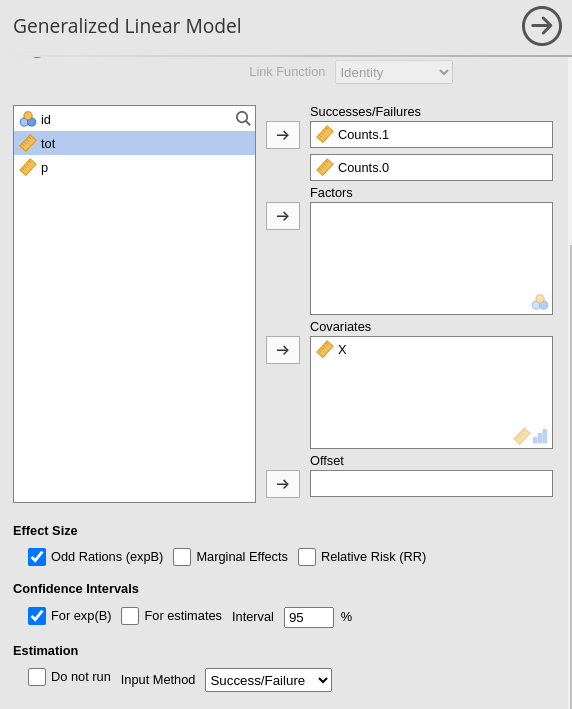 Generalized Linear Model
Link Function Identity
id
tot
p
Successes/Failures
Counts.1
Counts.0
Factors
Covariates
X
Offset
Effect Size
Odd Rations (expB) Marginal Effects Relative Risk (RR)
Confidence Intervals
For exp(B) For estimates Interval 95 %
Estimation
Do not run Input Method Success/Failure